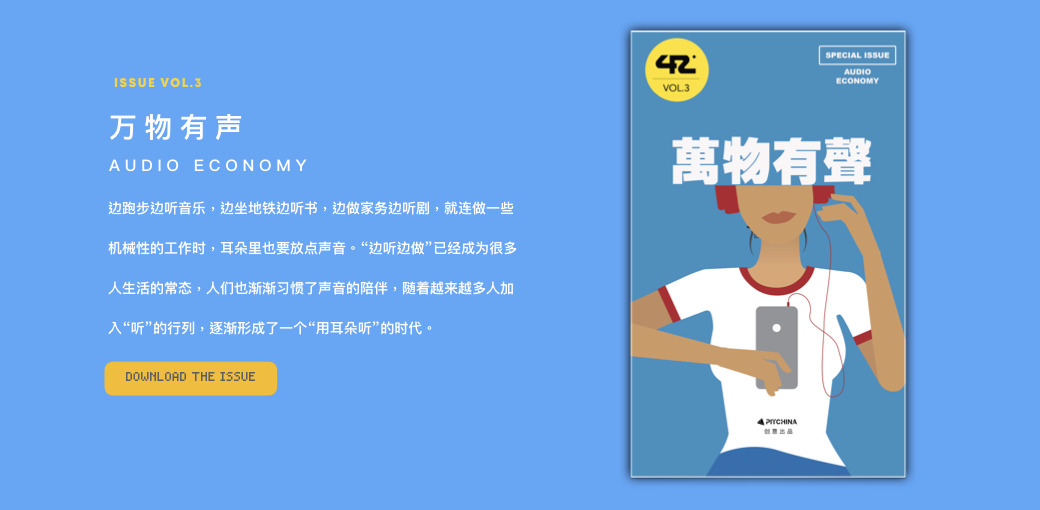 ISSUE VOL.3
万物有声
AUDIO ECONOMY
边跑步边听音乐，边坐地铁边听书，边做家务边听剧，就连做一些
机械性的工作时，耳朵里也要放点声音。“边听边做”已经成为很多
人生活的常态，人们也渐渐习惯了声音的陪伴，随着越来越多人加
入“听”的行列，逐渐形成了一个“用耳朵听”的时代。
DOWNLOAD THE ISSUE
42
VOL.3
SPECIAL ISSUE
AUDIO
ECONOMY
萬物有聲
PITCHINA
创意出品